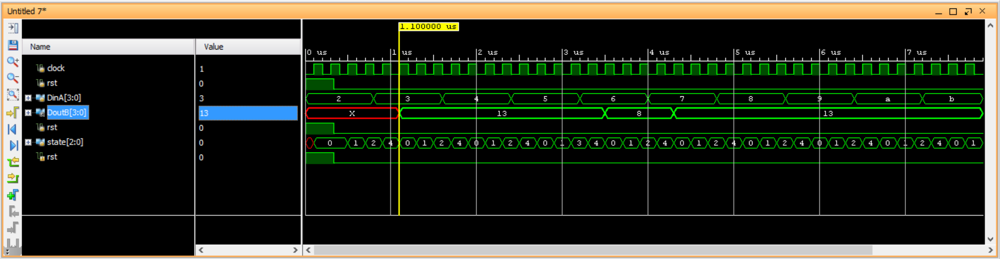 Untitled 7*
1.100000 us
Name Value
0 us 1 us 2 us 3 us 4 us 5 us 6 us 7 us
clock 1
rst 0
DinA[3:0] 3 2 3 4 5 6 7 8 9 a b
DoutB[3:0] 13 X 13 8 13
rst 0
state[2:0] 0 0 1 2 4 0 1 2 4 0 1 2 4 0 1 3 4 0 1 2 4 0 1 2 4 0 1 2 4 0 1 2 4 0 1 2 4 0 1
rst 0